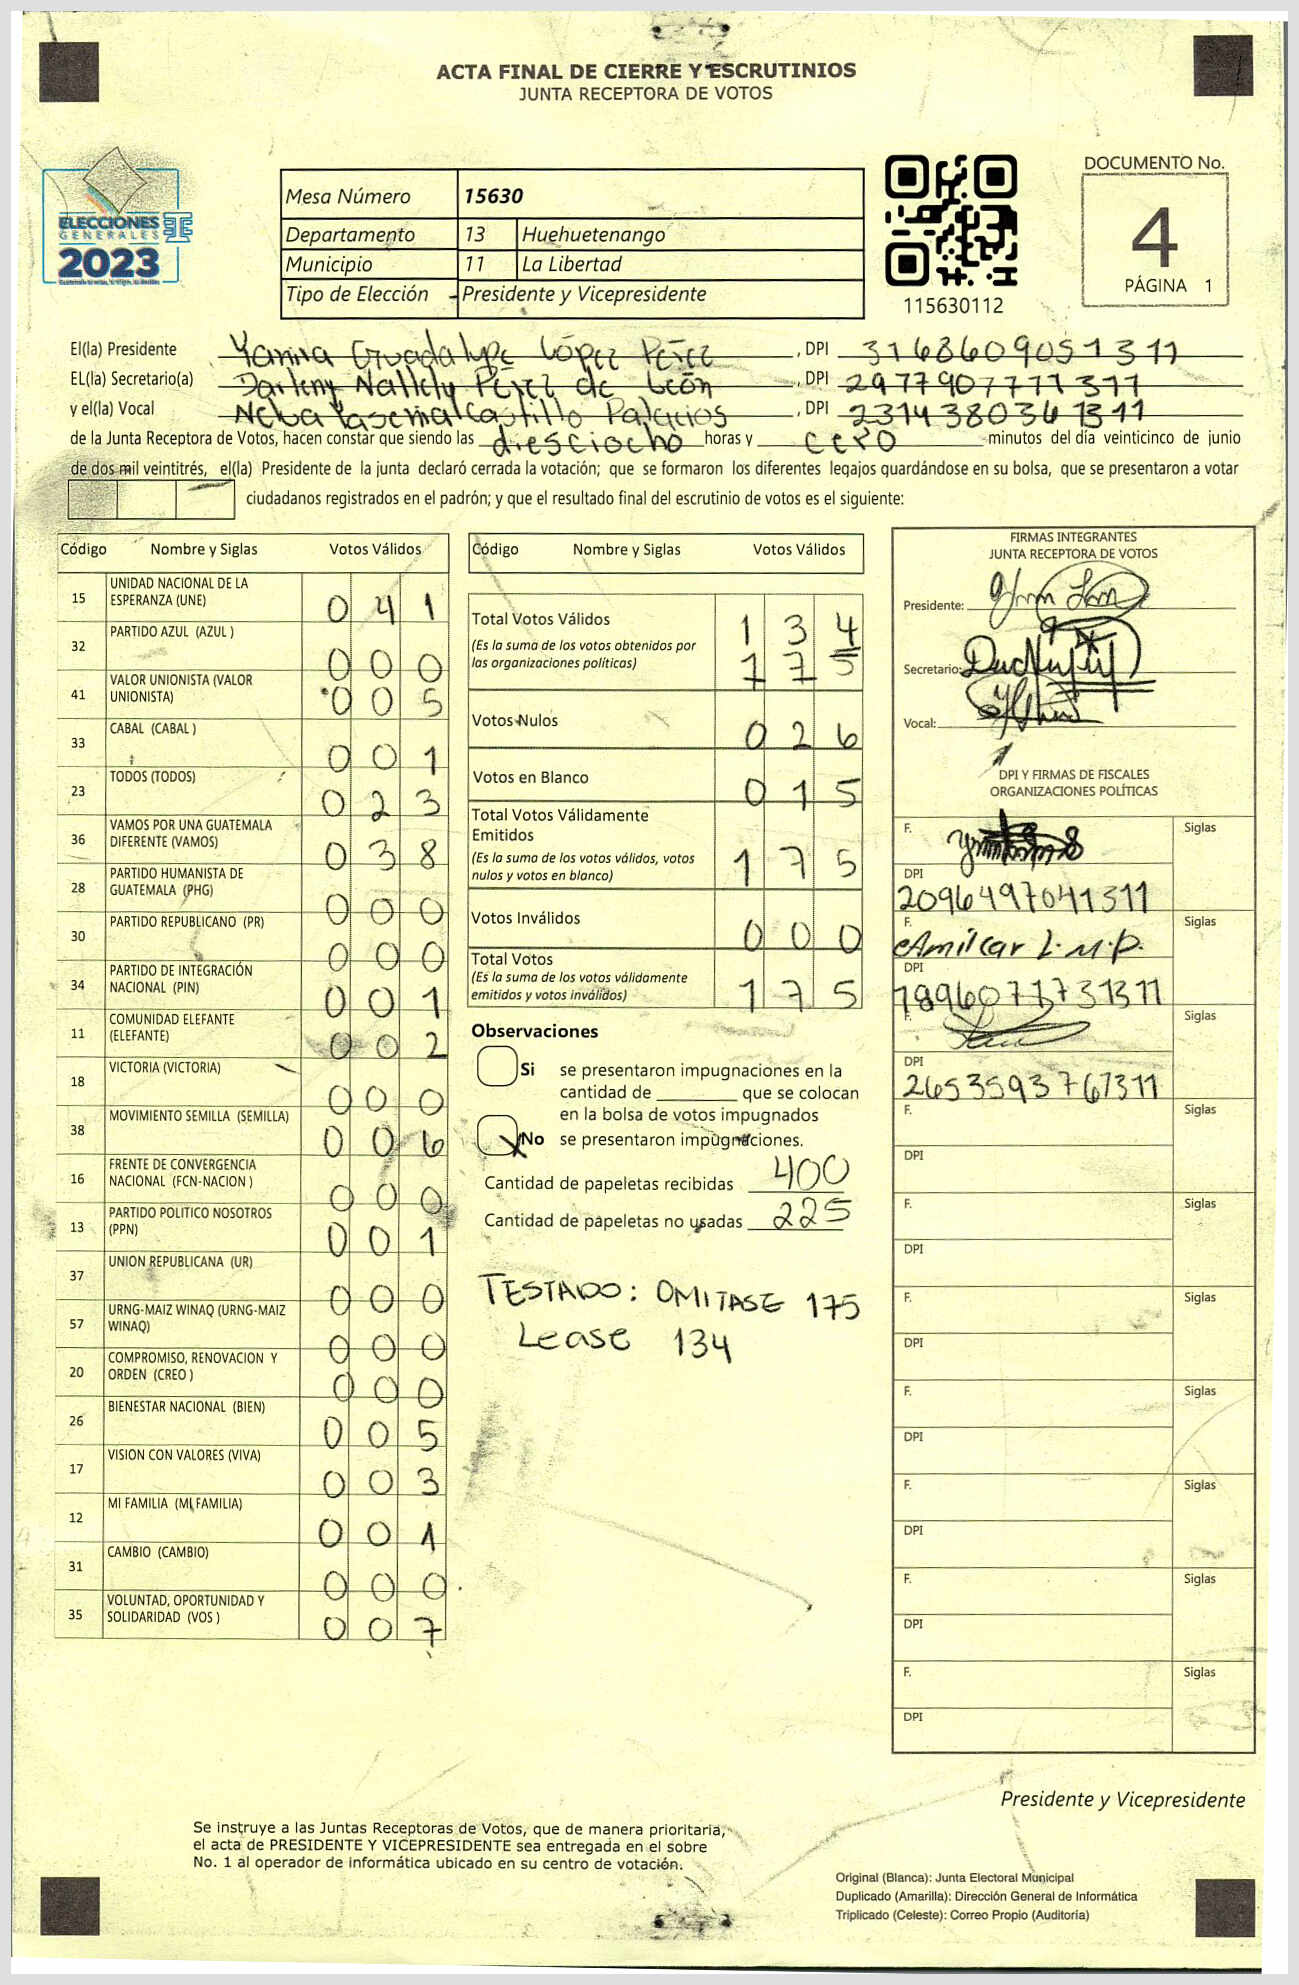 ACTA FINAL DE CIERRE Y ESCRUTINIOS
JUNTA RECEPTORA DE VOTOS
ELECCIONES
GENERALES
2023
Mesa Número 15630
Departamento 13 Huehuetenango
Municipio 11 La Libertad
Tipo de Elección Presidente y Vicepresidente
115630112
DOCUMENTO No.
4
PÁGINA 1
El(la) Presidente Yanira Guadalupe López Pérez , DPI 3168609051311
EL(la) Secretario(a) Darleny Nallely Pérez de León , DPI 2977907771311
y el(la) Vocal Castillo Palacios , DPI 2314380361311
de la Junta Receptora de Votos, hacen constar que siendo las diesciocho horas y cero minutos del día veinticinco de junio
de dos mil veintitrés, el(la) Presidente de la junta declaró cerrada la votación; que se formaron los diferentes legajos guardándose en su bolsa, que se presentaron a votar
ciudadanos registrados en el padrón; y que el resultado final del escrutinio de votos es el siguiente:
Código Nombre y Siglas Votos Válidos
15 UNIDAD NACIONAL DE LA ESPERANZA (UNE) 0 4 1
32 PARTIDO AZUL (AZUL ) 0 0 0
41 VALOR UNIONISTA (VALOR UNIONISTA) 0 0 5
33 CABAL (CABAL ) 0 0 1
23 TODOS (TODOS) 0 2 3
36 VAMOS POR UNA GUATEMALA DIFERENTE (VAMOS) 0 3 8
28 PARTIDO HUMANISTA DE GUATEMALA (PHG) 0 0 0
30 PARTIDO REPUBLICANO (PR) 0 0 0
34 PARTIDO DE INTEGRACIÓN NACIONAL (PIN) 0 0 1
11 COMUNIDAD ELEFANTE (ELEFANTE) 0 0 2
18 VICTORIA (VICTORIA) 0 0 0
38 MOVIMIENTO SEMILLA (SEMILLA) 0 0 6
16 FRENTE DE CONVERGENCIA NACIONAL (FCN-NACION ) 0 0 0
13 PARTIDO POLITICO NOSOTROS (PPN) 0 0 1
37 UNION REPUBLICANA (UR) 0 0 0
57 URNG-MAIZ WINAQ (URNG-MAIZ WINAQ) 0 0 0
20 COMPROMISO, RENOVACION Y ORDEN (CREO ) 0 0 0
26 BIENESTAR NACIONAL (BIEN) 0 0 5
17 VISION CON VALORES (VIVA) 0 0 3
12 MI FAMILIA (MI FAMILIA) 0 0 1
31 CAMBIO (CAMBIO) 0 0 0
35 VOLUNTAD, OPORTUNIDAD Y SOLIDARIDAD (VOS ) 0 0 7
Código Nombre y Siglas Votos Válidos
Total Votos Válidos 1 3 4
(Es la suma de los votos obtenidos por
las organizaciones políticas) 1 7 5
Votos Nulos 0 2 6
Votos en Blanco 0 1 5
Total Votos Válidamente
Emitidos
(Es la suma de los votos válidos, votos
nulos y votos en blanco) 1 7 5
Votos Inválidos 0 0 0
Total Votos
(Es la suma de los votos válidamente
emitidos y votos inválidos) 1 7 5
Observaciones
Si se presentaron impugnaciones en la
cantidad de ________ que se colocan
en la bolsa de votos impugnados
X No se presentaron impugnaciones.
Cantidad de papeletas recibidas 400
Cantidad de papeletas no usadas 225
TESTADO: OMITASE 175
Lease 134
FIRMAS INTEGRANTES
JUNTA RECEPTORA DE VOTOS
Presidente:
Secretario:
Vocal:
DPI Y FIRMAS DE FISCALES
ORGANIZACIONES POLÍTICAS
F. Siglas
DPI
2096497041311
F. Amilcar L.M.P. Siglas
DPI
1896071731311
F. Siglas
DPI
2653593761311
F. Siglas
DPI
F. Siglas
DPI
F. Siglas
DPI
F. Siglas
DPI
F. Siglas
DPI
F. Siglas
DPI
F. Siglas
DPI
Presidente y Vicepresidente
Se instruye a las Juntas Receptoras de Votos, que de manera prioritaria,
el acta de PRESIDENTE Y VICEPRESIDENTE sea entregada en el sobre
No. 1 al operador de informática ubicado en su centro de votación.
Original (Blanca): Junta Electoral Municipal
Duplicado (Amarilla): Dirección General de Informática
Triplicado (Celeste): Correo Propio (Auditoría)